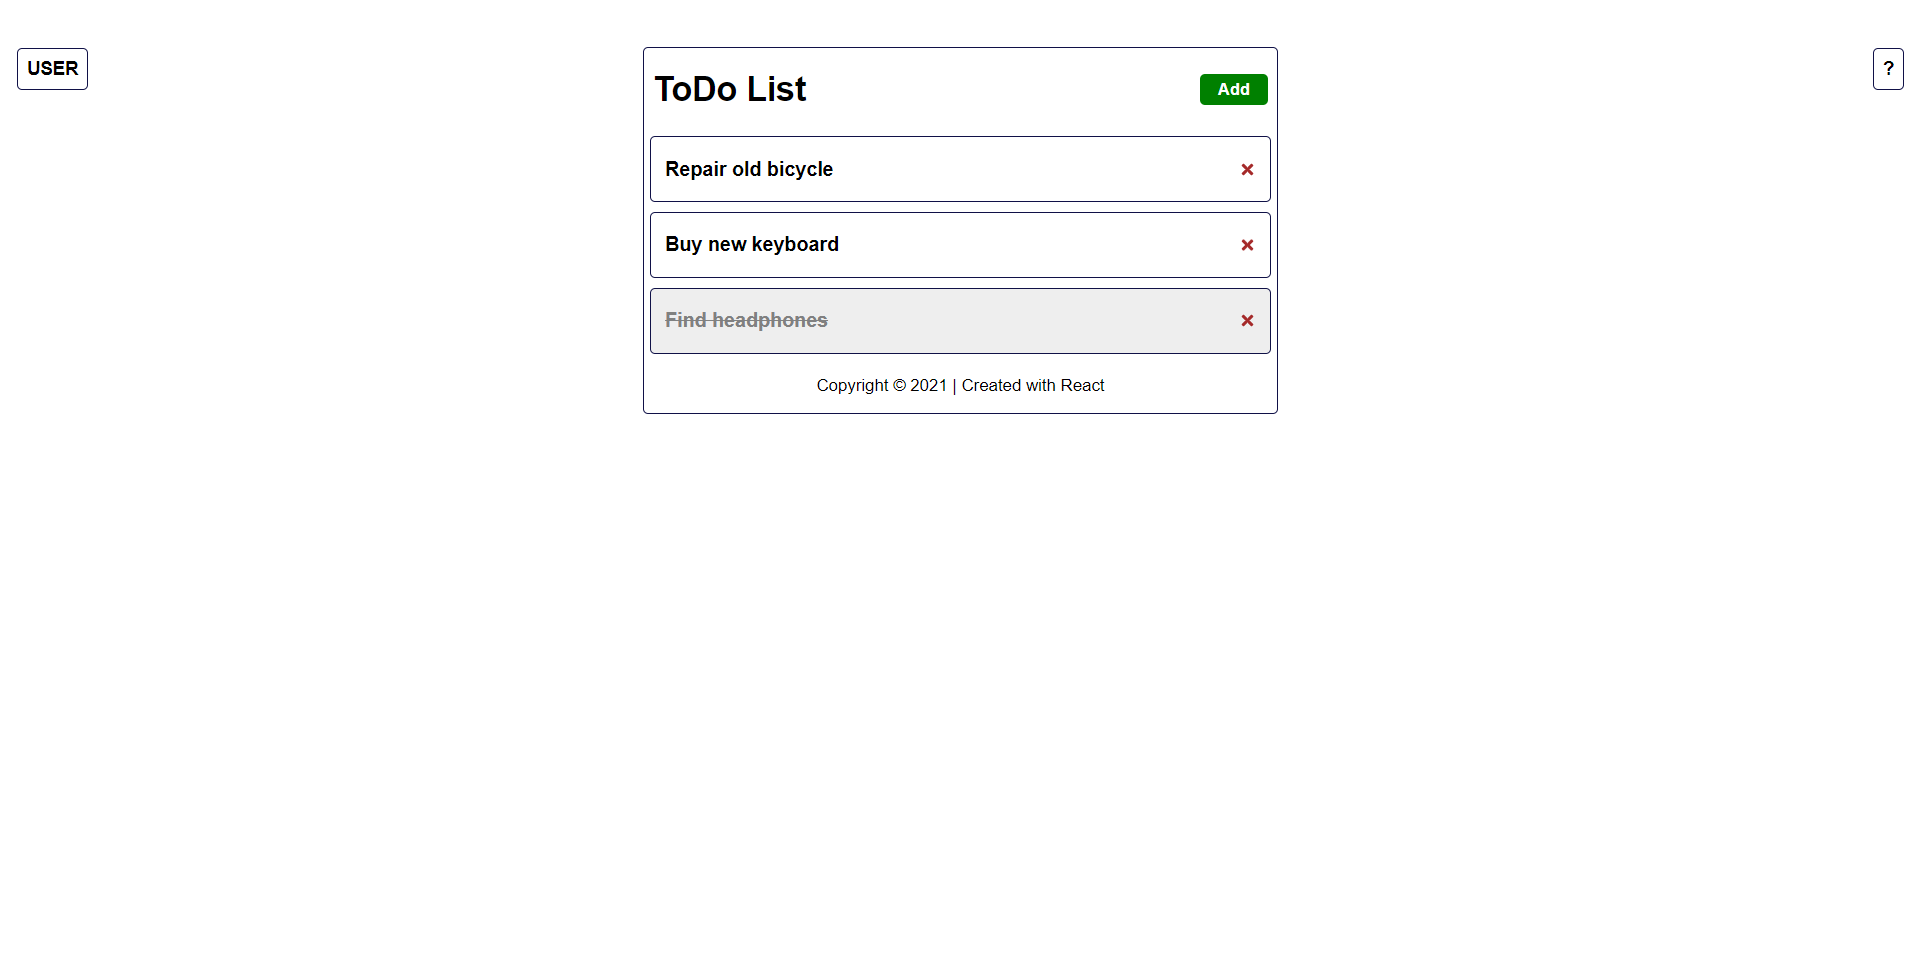 USER
ToDo List
Add
?
Repair old bicycle
Buy new keyboard
Find headphones
Copyright © 2021 | Created with React